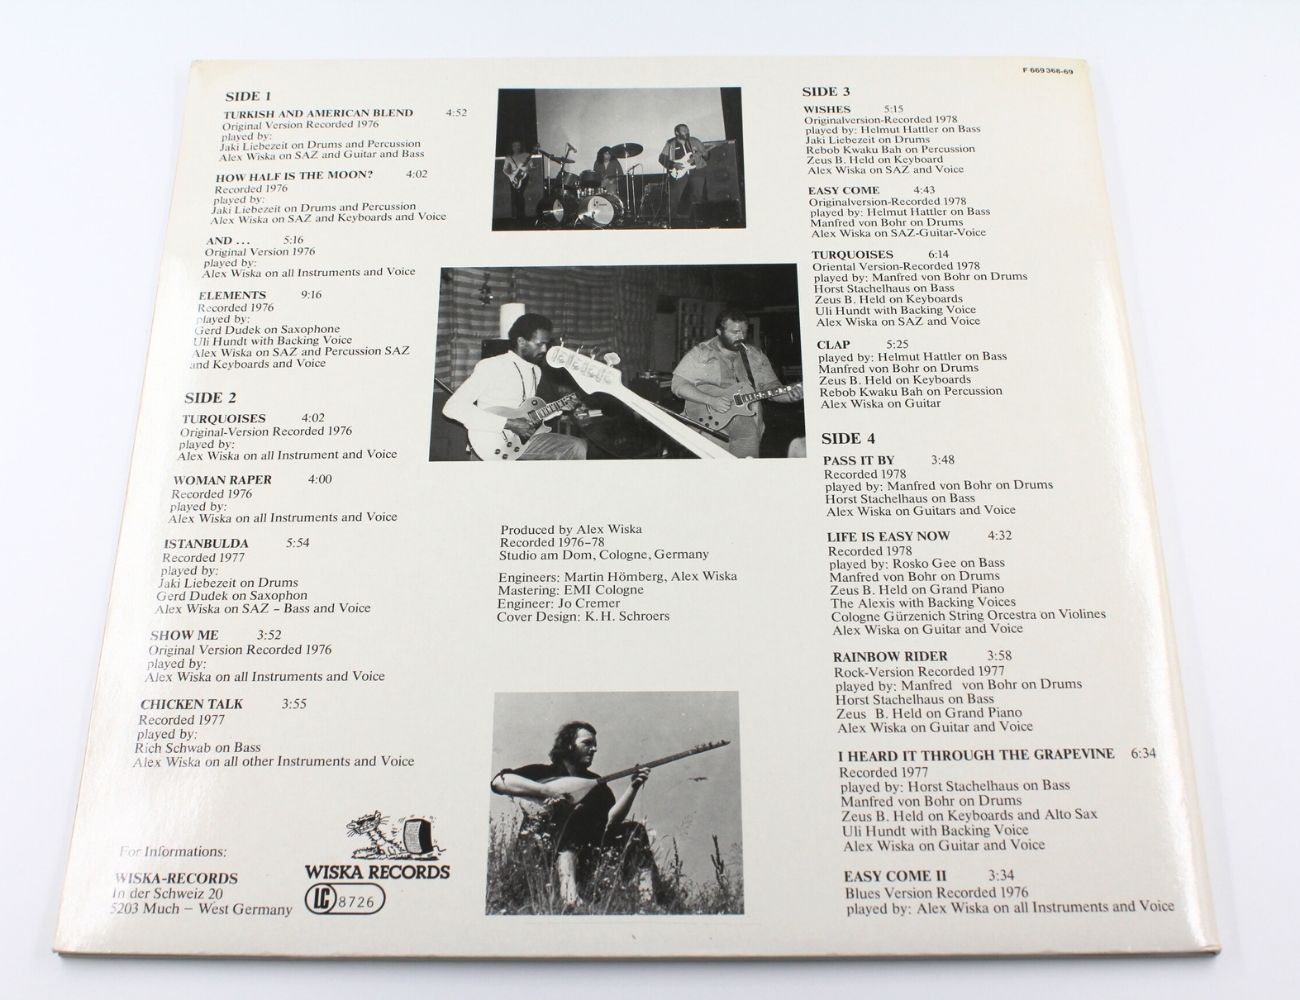 F 669 368-69
SIDE 1
TURKISH AND AMERICAN BLEND 4:52
Original Version Recorded 1976
played by:
Jaki Liebezeit on Drums and Percussion
Alex Wiska on SAZ and Guitar and Bass
HOW HALF IS THE MOON? 4:02
Recorded 1976
played by:
Jaki Liebezeit on Drums and Percussion
Alex Wiska on SAZ and Keyboards and Voice
AND ... 5:16
Original Version 1976
played by:
Alex Wiska on all Instruments and Voice
ELEMENTS 9:16
Recorded 1976
played by:
Gerd Dudek on Saxophone
Uli Hundt with Backing Voice
Alex Wiska on SAZ and Percussion SAZ
and Keyboards and Voice
SIDE 2
TURQUOISES 4:02
Original-Version Recorded 1976
played by:
Alex Wiska on all Instrument and Voice
WOMAN RAPER 4:00
Recorded 1976
played by:
Alex Wiska on all Instruments and Voice
ISTANBULDA 5:54
Recorded 1977
played by:
Jaki Liebezeit on Drums
Gerd Dudek on Saxophon
Alex Wiska on SAZ – Bass and Voice
SHOW ME 3:52
Original Version Recorded 1976
played by:
Alex Wiska on all Instruments and Voice
CHICKEN TALK 3:55
Recorded 1977
played by:
Rich Schwab on Bass
Alex Wiska on all other Instruments and Voice
For Informations:
WISKA-RECORDS
In der Schweiz 20
5203 Much – West Germany
WISKA RECORDS
LC 8726
Produced by Alex Wiska
Recorded 1976–78
Studio am Dom, Cologne, Germany
Engineers: Martin Hömberg, Alex Wiska
Mastering: EMI Cologne
Engineer: Jo Cremer
Cover Design: K. H. Schroers
SIDE 3
WISHES 5:15
Originalversion-Recorded 1978
played by: Helmut Hattler on Bass
Jaki Liebezeit on Drums
Rebob Kwaku Bah on Percussion
Zeus B. Held on Keyboard
Alex Wiska on SAZ and Voice
EASY COME 4:43
Originalversion-Recorded 1978
played by: Helmut Hattler on Bass
Manfred von Bohr on Drums
Alex Wiska on SAZ-Guitar-Voice
TURQUOISES 6:14
Oriental Version-Recorded 1978
played by: Manfred von Bohr on Drums
Horst Stachelhaus on Bass
Zeus B. Held on Keyboards
Uli Hundt with Backing Voice
Alex Wiska on SAZ and Voice
CLAP 5:25
played by: Helmut Hattler on Bass
Manfred von Bohr on Drums
Zeus B. Held on Keyboards
Rebob Kwaku Bah on Percussion
Alex Wiska on Guitar
SIDE 4
PASS IT BY 3:48
Recorded 1978
played by: Manfred von Bohr on Drums
Horst Stachelhaus on Bass
Alex Wiska on Guitars and Voice
LIFE IS EASY NOW 4:32
Recorded 1978
played by: Rosko Gee on Bass
Manfred von Bohr on Drums
Zeus B. Held on Grand Piano
The Alexis with Backing Voices
Cologne Gürzenich String Orcestra on Violines
Alex Wiska on Guitar and Voice
RAINBOW RIDER 3:58
Rock-Version Recorded 1977
played by: Manfred von Bohr on Drums
Horst Stachelhaus on Bass
Zeus B. Held on Grand Piano
Alex Wiska on Guitar and Voice
I HEARD IT THROUGH THE GRAPEVINE 6:34
Recorded 1977
played by: Horst Stachelhaus on Bass
Manfred von Bohr on Drums
Zeus B. Held on Keyboards and Alto Sax
Uli Hundt with Backing Voice
Alex Wiska on Guitar and Voice
EASY COME II 3:34
Blues Version Recorded 1976
played by: Alex Wiska on all Instruments and Voice